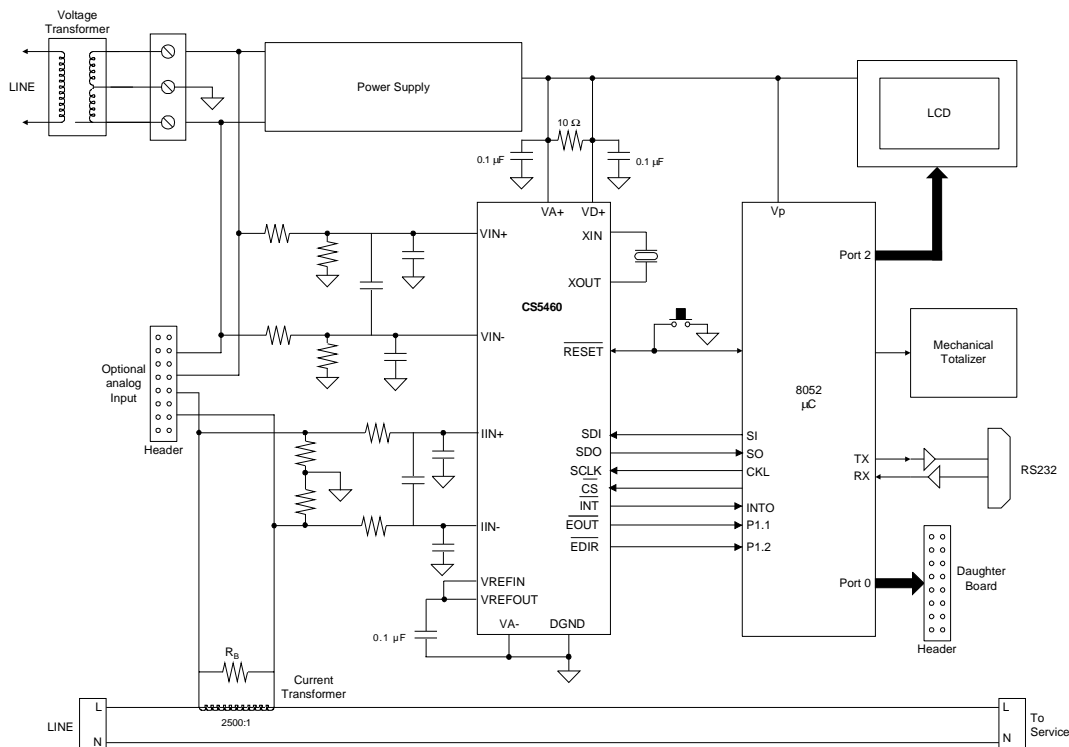 Voltage
Transformer
LINE
Power Supply
LCD
10 Ω
0.1 µF
0.1 µF
VA+
VD+
Vp
VIN+
XIN
Port 2
XOUT
CS5460
VIN-
RESET
Mechanical
Totalizer
Optional
analog
Input
8052
µC
Header
IIN+
SDI
SI
SDO
SO
TX
SCLK
CKL
RX
RS232
CS
INT
INTO
IIN-
EOUT
P1.1
EDIR
P1.2
VREFIN
Port 0
Daughter
Board
VREFOUT
VA-
DGND
0.1 µF
Header
RB
Current
Transformer
2500:1
L
L
LINE
To
Service
N
N